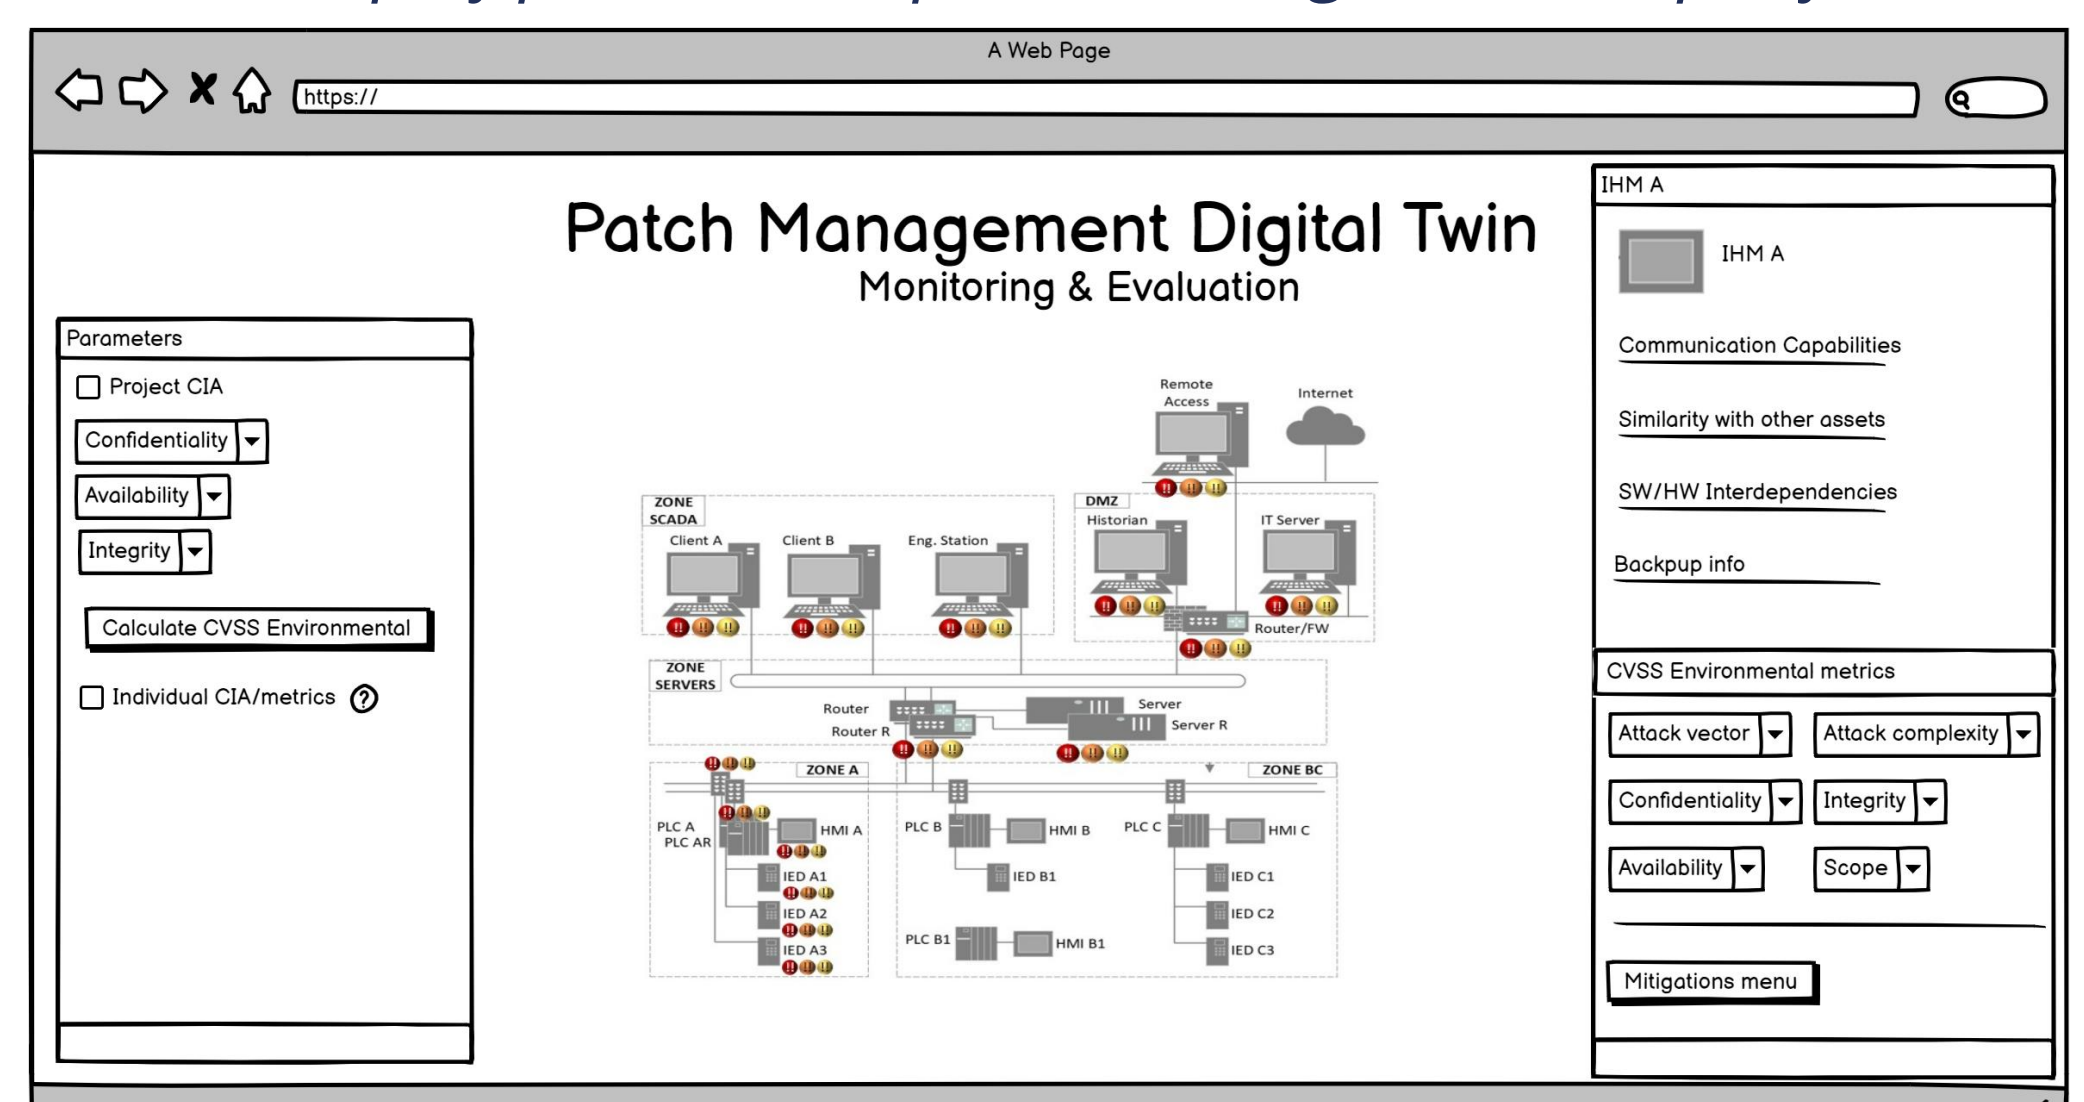 A Web Page
https://
Patch Management Digital Twin
Monitoring & Evaluation
Parameters
Project CIA
Confidentiality
Availability
Integrity
Calculate CVSS Environmental
Individual CIA/metrics ?
Remote
Access
Internet
ZONE
SCADA
Client A
Client B
Eng. Station
DMZ
Historian
IT Server
Router/FW
ZONE
SERVERS
Router
Router R
Server
Server R
ZONE A
PLC A
PLC AR
HMI A
IED A1
IED A2
IED A3
ZONE BC
PLC B
HMI B
IED B1
PLC B1
HMI B1
PLC C
HMI C
IED C1
IED C2
IED C3
IHM A
IHM A
Communication Capabilities
Similarity with other assets
SW/HW Interdependencies
Backpup info
CVSS Environmental metrics
Attack vector
Attack complexity
Confidentiality
Integrity
Availability
Scope
Mitigations menu